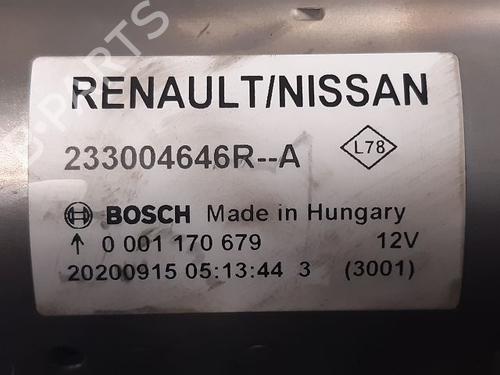 RENAULT/NISSAN
233004646R--A
L78
BOSCH Made in Hungary
↑ 0 001 170 679 12V
20200915 05:13:44 3 (3001)